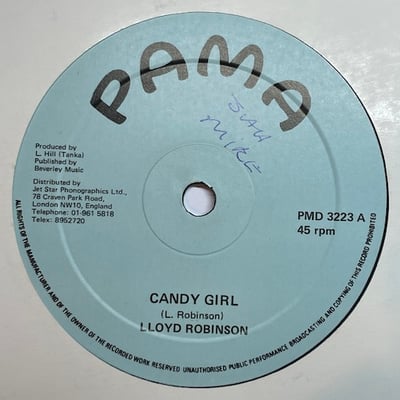 PAMA
JAH
MIKE
Produced by
L. Hill (Tanka)
Published by
Beverley Music
Distributed by
Jet Star Phonographics Ltd.,
78 Craven Park Road,
London NW10, England
Telephone: 01-961 5818
Telex: 8952720
PMD 3223 A
45 rpm
CANDY GIRL
(L. Robinson)
LLOYD ROBINSON
ALL RIGHTS OF THE MANUFACTURER AND OF THE OWNER OF THE RECORDED WORK RESERVED UNAUTHORISED PUBLIC PERFORMANCE BROADCASTING AND COPYING OF THIS RECORD PROHIBITED